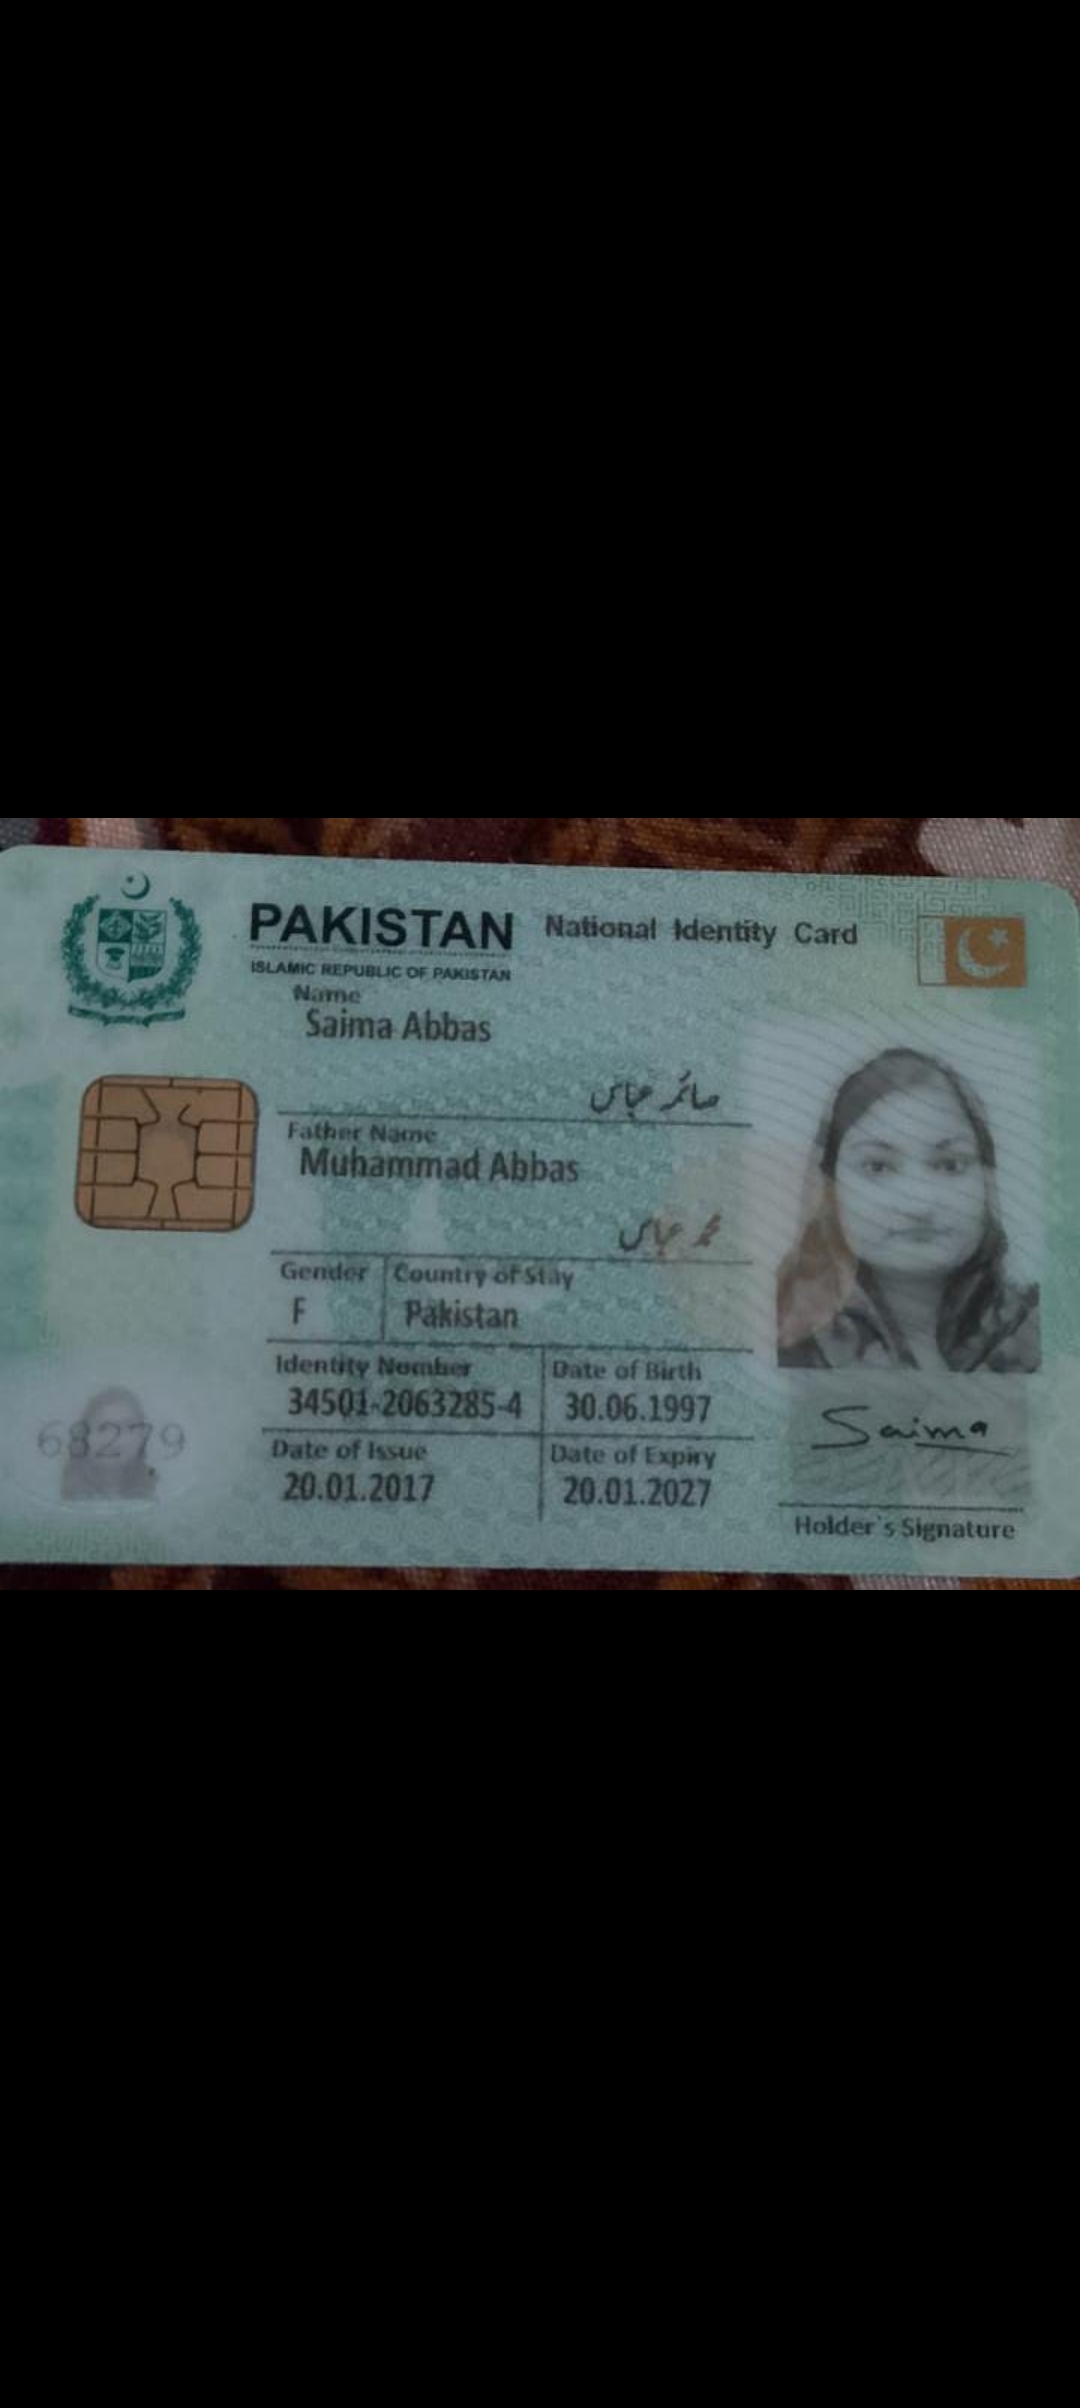 PAKISTAN National Identity Card
ISLAMIC REPUBLIC OF PAKISTAN
Name
Saima Abbas
صائمہ عباس
Father Name
Muhammad Abbas
محمد عباس
Gender Country of Stay
F Pakistan
Identity Number Date of Birth
34501-2063285-4 30.06.1997
Date of Issue Date of Expiry
20.01.2017 20.01.2027
68279
Saima
Holder's Signature